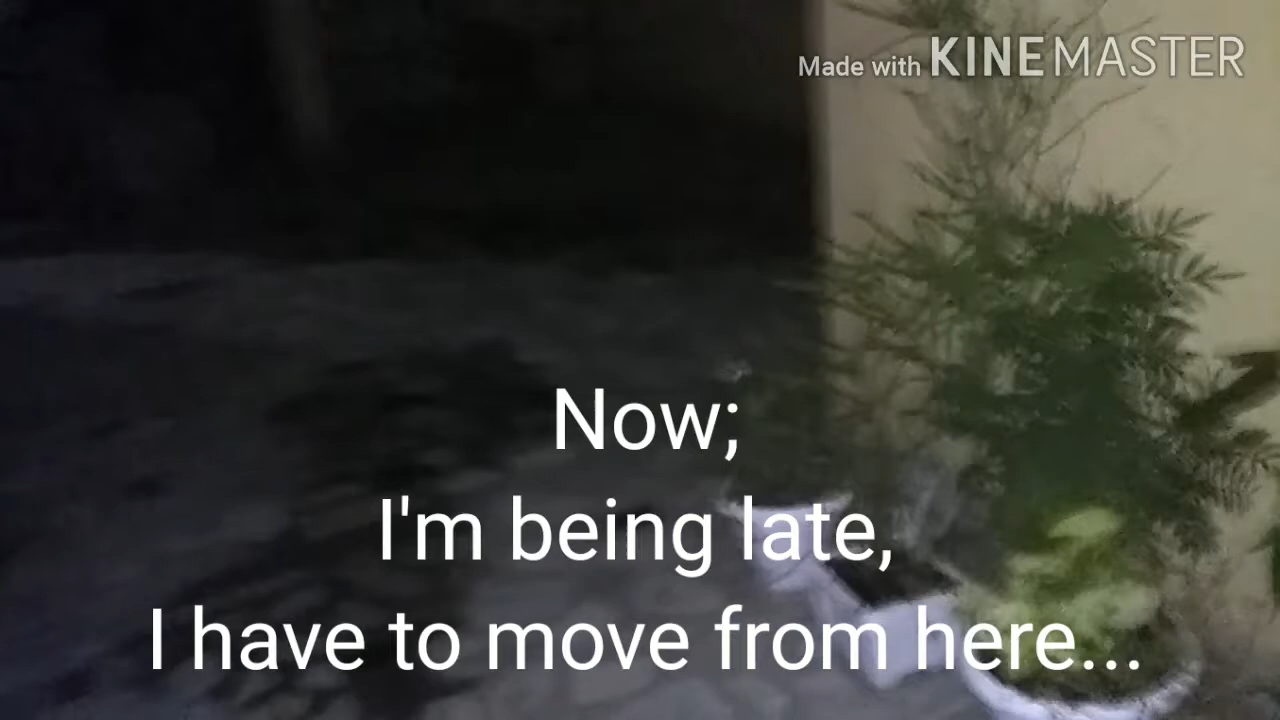 Made with KINEMASTER
Now;
I'm being late,
I have to move from here...